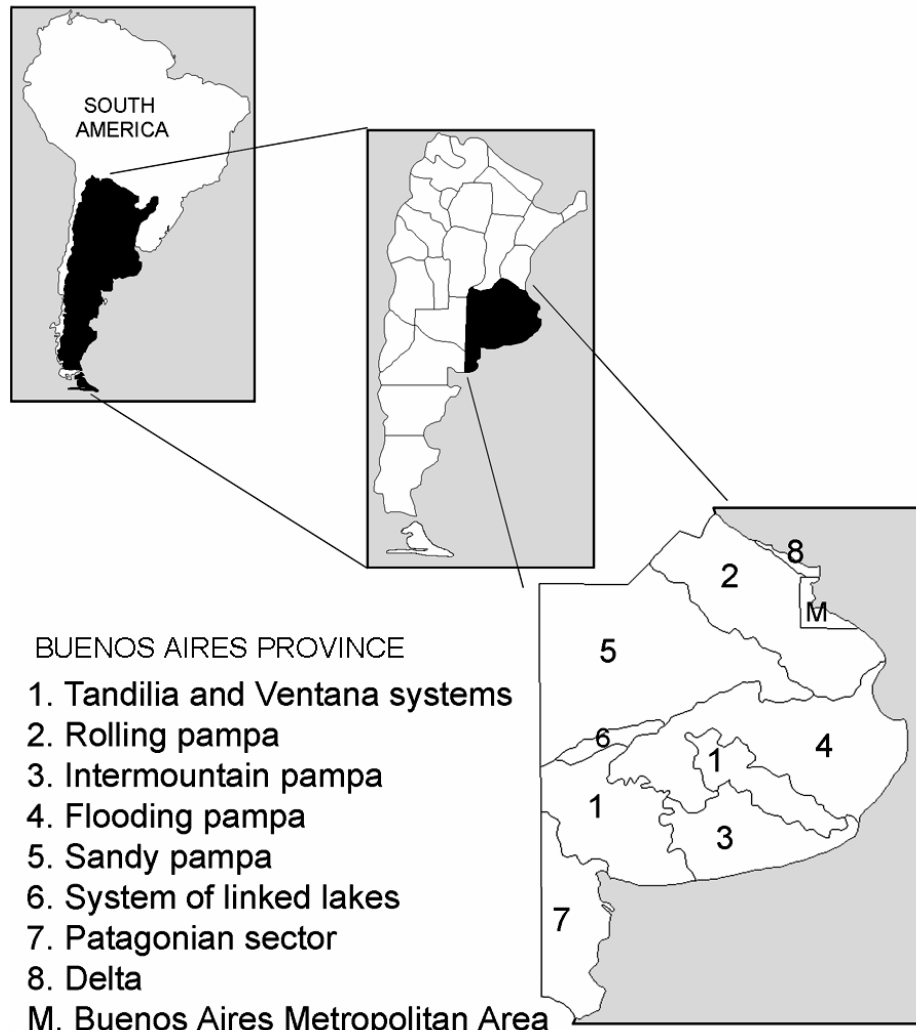 SOUTH
AMERICA
8
2
M
5
6
1
4
1
3
7
BUENOS AIRES PROVINCE
1. Tandilia and Ventana systems
2. Rolling pampa
3. Intermountain pampa
4. Flooding pampa
5. Sandy pampa
6. System of linked lakes
7. Patagonian sector
8. Delta
M. Buenos Aires Metropolitan Area